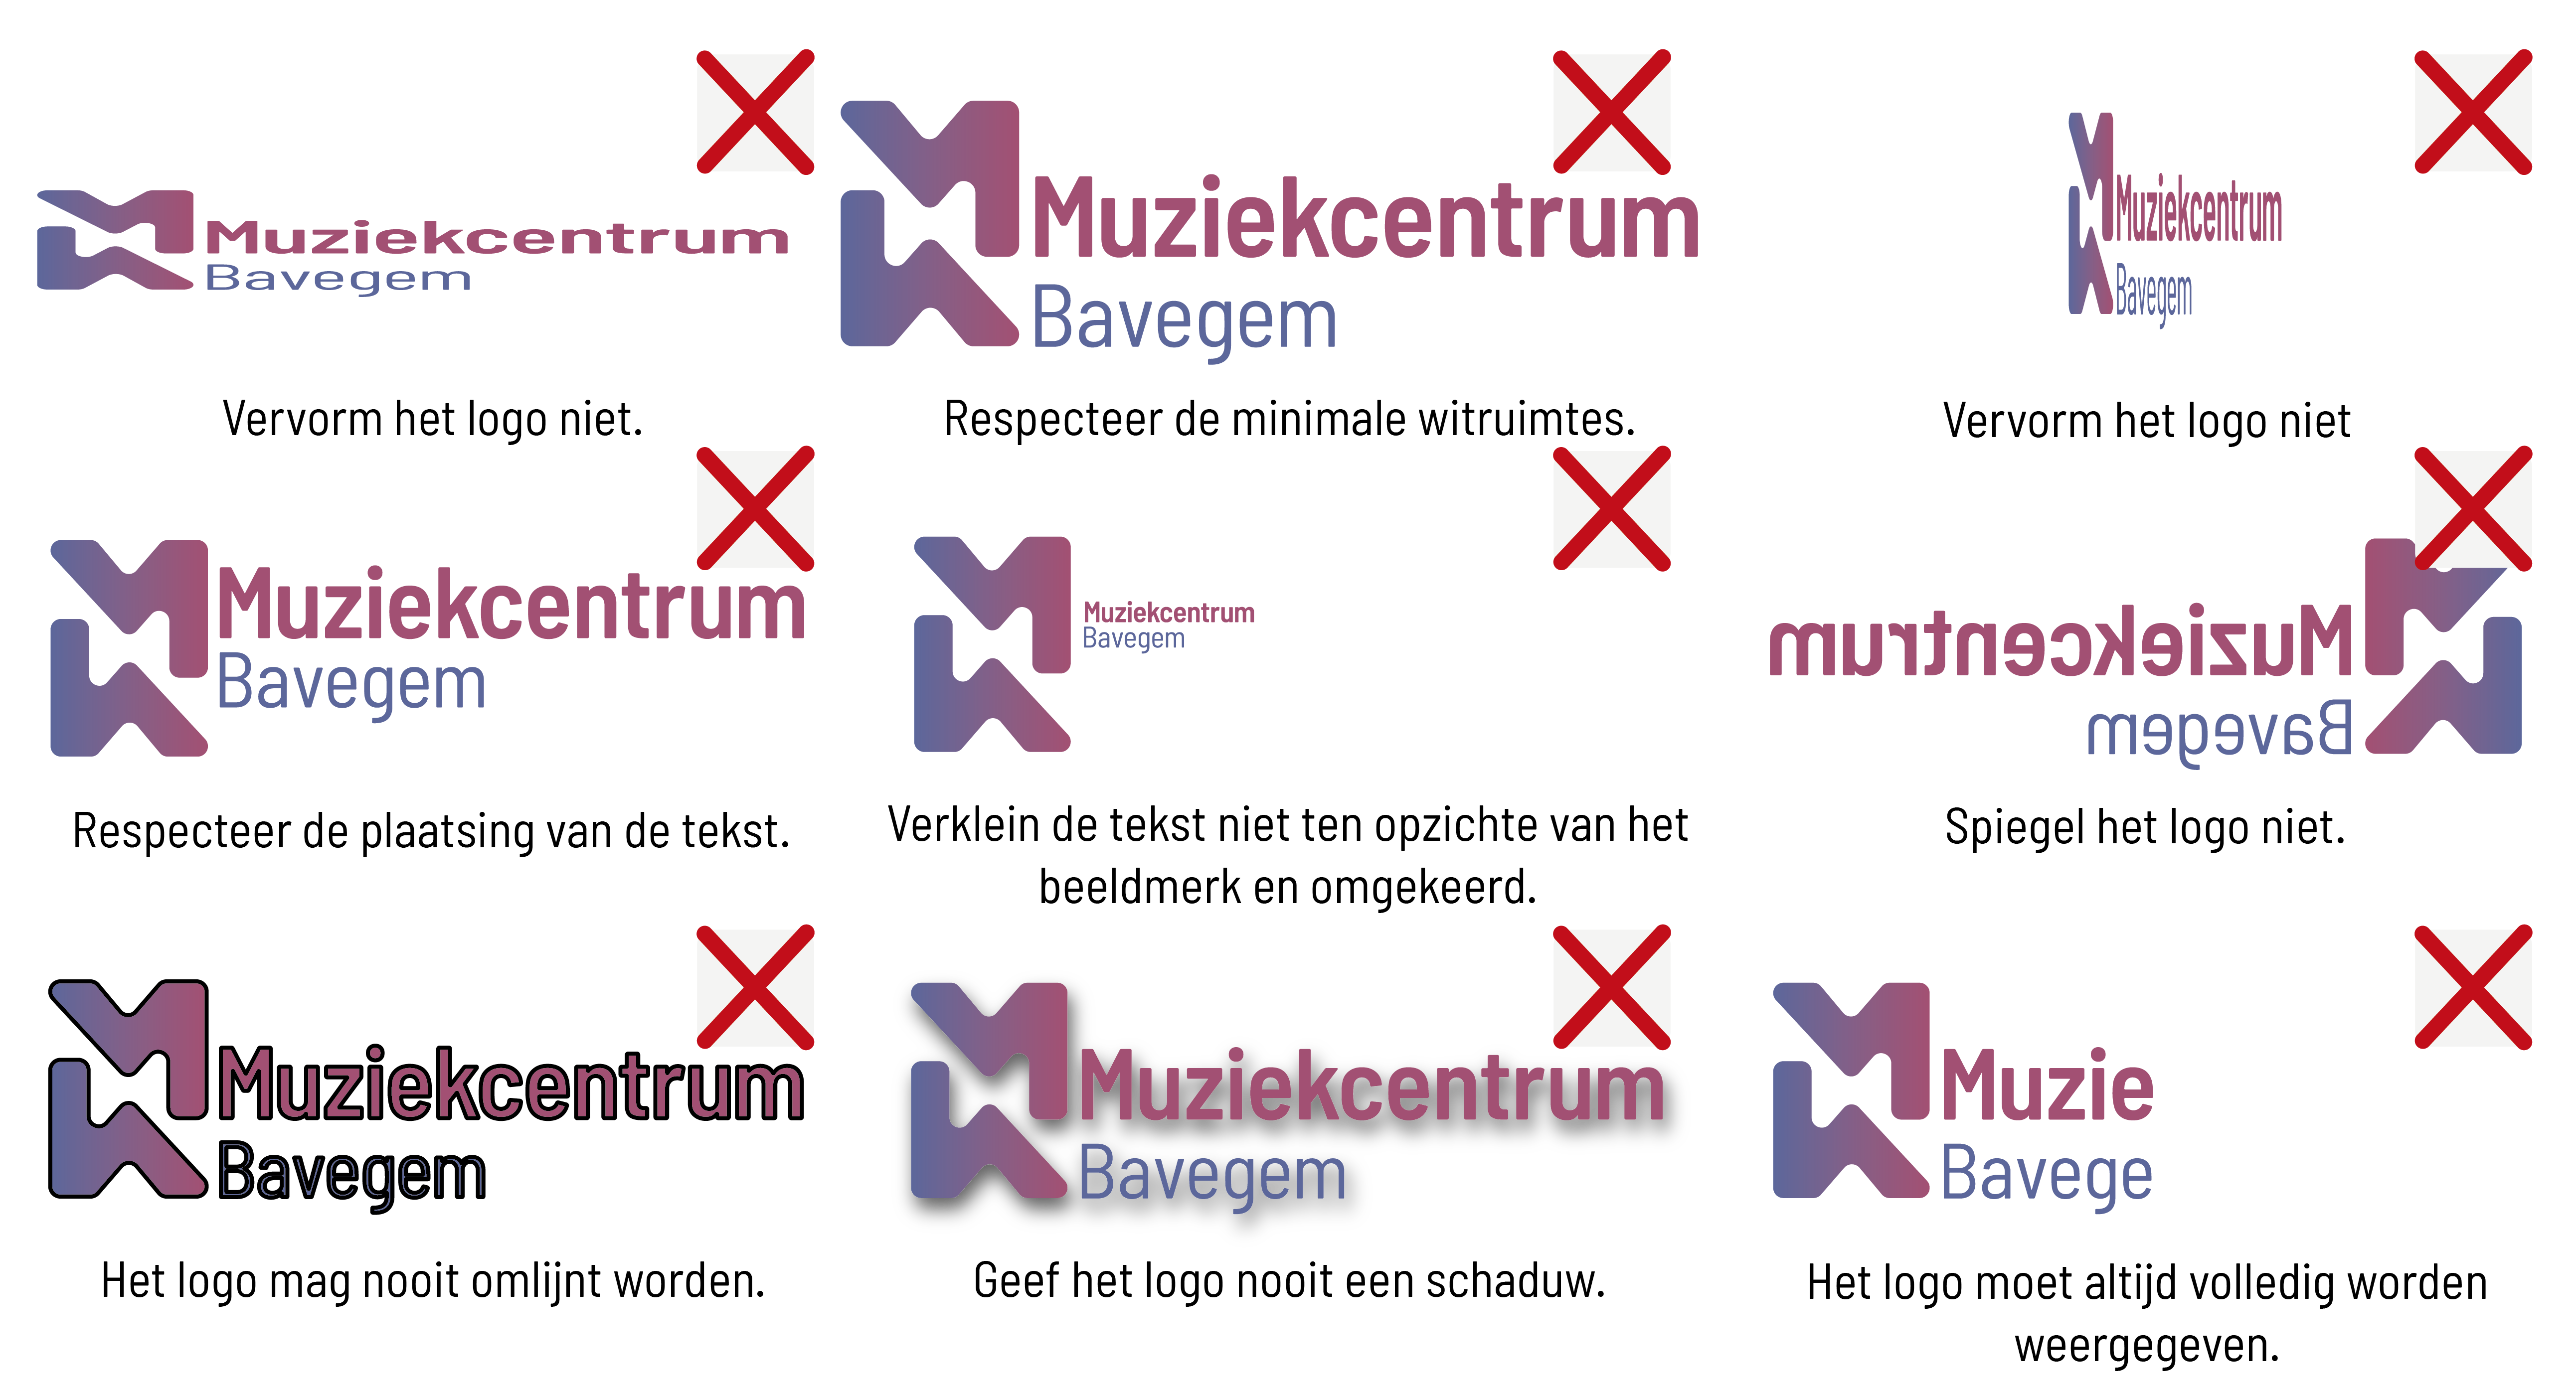 Muziekcentrum
Bavegem
Vervorm het logo niet.
Muziekcentrum
Bavegem
Respecteer de minimale witruimtes.
Muziekcentrum
Bavegem
Vervorm het logo niet
Muziekcentrum
Bavegem
Respecteer de plaatsing van de tekst.
Muziekcentrum
Bavegem
Verklein de tekst niet ten opzichte van het
beeldmerk en omgekeerd.
Muziekcentrum
Bavegem
Spiegel het logo niet.
Muziekcentrum
Bavegem
Het logo mag nooit omlijnt worden.
Muziekcentrum
Bavegem
Geef het logo nooit een schaduw.
Muzie
Bavege
Het logo moet altijd volledig worden
weergegeven.